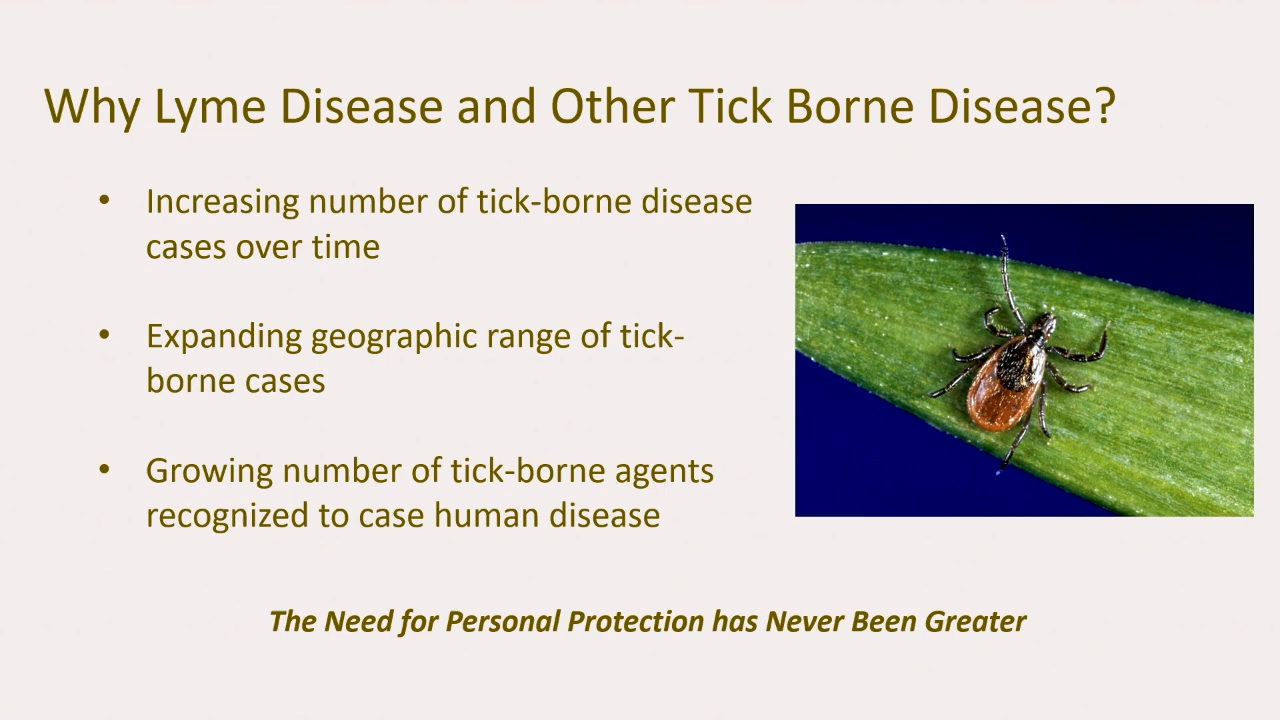 Why Lyme Disease and Other Tick Borne Disease?
• Increasing number of tick-borne disease
cases over time
• Expanding geographic range of tick-
borne cases
• Growing number of tick-borne agents
recognized to case human disease
The Need for Personal Protection has Never Been Greater